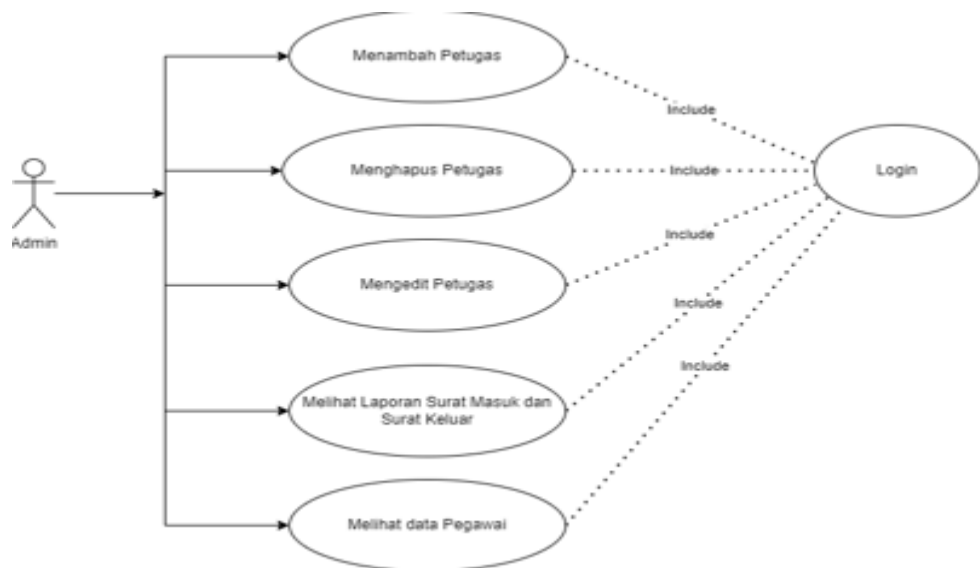 Menambah Petugas
Include
Menghapus Petugas
Include
Login
Admin
Include
Mengedit Petugas
Include
Include
Melihat Laporan Surat Masuk dan
Surat Keluar
Melihat data Pegawai